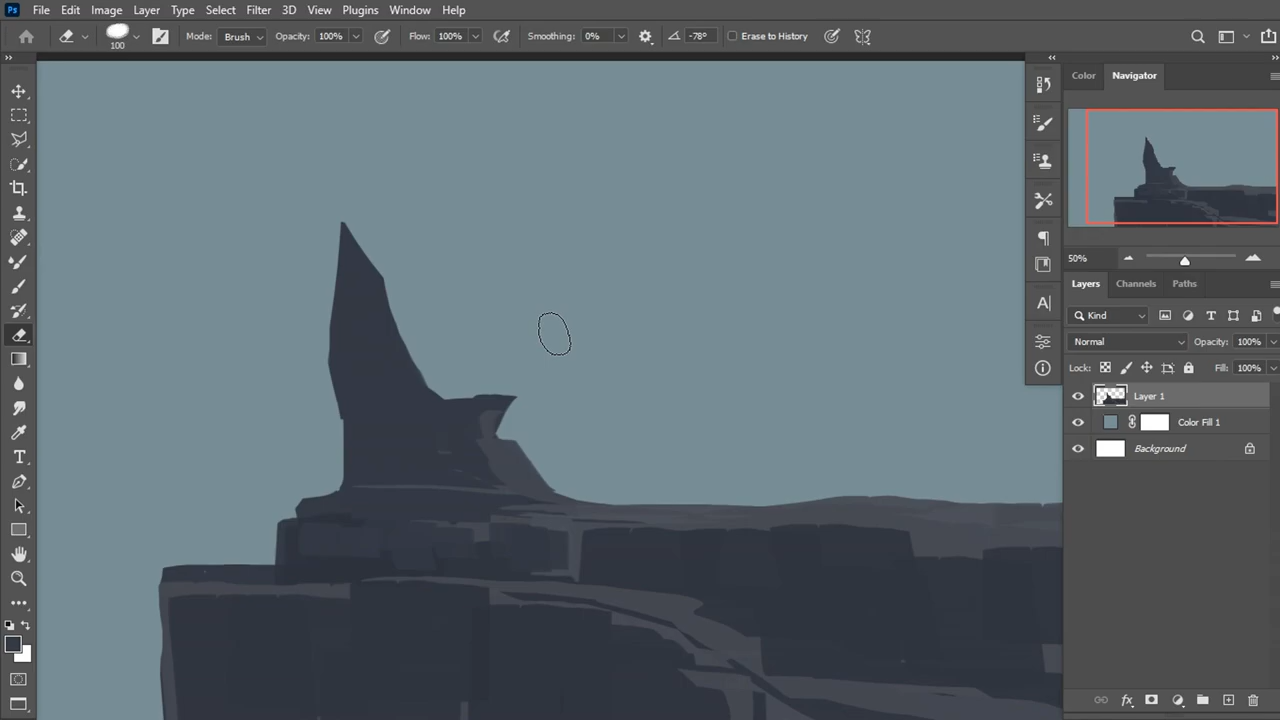 Ps File Edit Image Layer Type Select Filter 3D View Plugins Window Help
100 Mode: Brush Opacity: 100% Flow: 100% Smoothing: 0% -78° Erase to History
Color Navigator
50%
Layers Channels Paths
Kind
Normal Opacity: 100%
Lock: Fill: 100%
Layer 1
Color Fill 1
Background